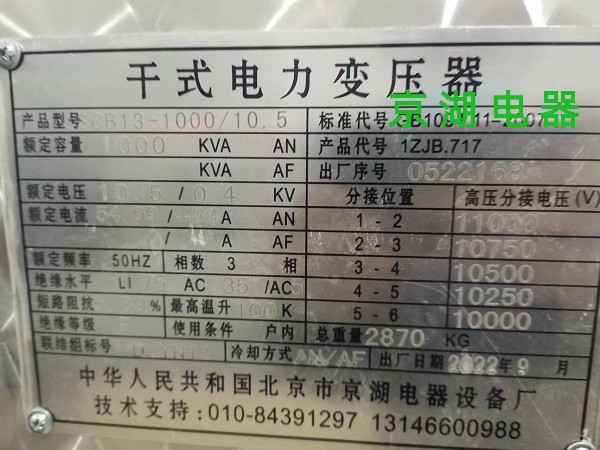 干式电力变压器
京湖电器
产品型号 SCB13-1000/10.5 标准代号
额定容量 1000 KVA AN 产品代号 1ZJB.717
KVA AF 出厂序号 0522168
额定电压 10.5 / 0.4 KV 分接位置 高压分接电压(V)
额定电流 / A AN 1-2 11000
/ A AF 2-3 10750
额定频率 50HZ 相数 3 相 3-4 10500
绝缘水平 LI 75 AC 35 /AC5 4-5 10250
短路阻抗 % 最高温升 100 K 5-6 10000
绝缘等级 F 使用条件 户内 总重量 2870 KG
联结组标号 冷却方式 AN/AF 出厂日期 2022年9月
中华人民共和国北京市京湖电器设备厂
技术支持:010-84391297 13146600988